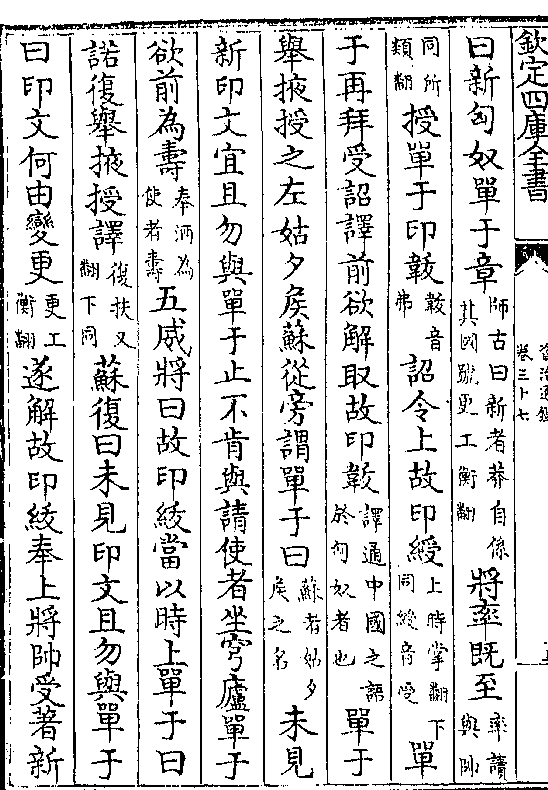 欽定四庫全書
資治通鑑
卷三十七
曰新匈奴單于章師古曰新者莽自係其國號更工衡翻將率既至率讀與帥
同所類翻授單于印韍韍音弗詔令上故印綬上時掌翻下同綬音受單
于再拜受詔譯前欲解取故印韍譯通中國之語於匈奴者也單于
舉掖授之左姑夕侯蘇從旁謂單于曰蘇者姑夕侯之名未見
新印文宜且勿與單于止不肯與請使者坐穹廬單于
欲前為壽奉酒為使者壽五威將曰故印綬當以時上單于曰
諾復舉掖授譯復扶又翻下同蘇復曰未見印文且勿與單于
曰印文何由變更更工衡翻遂解故印綬奉上將帥受著新